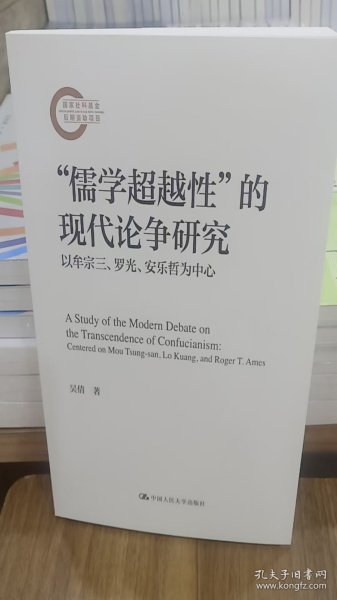 国家社科基金
后期资助项目
“儒学超越性”的
现代论争研究
以牟宗三、罗光、安乐哲为中心
A Study of the Modern Debate on
the Transcendence of Confucianism:
Centered on Mou Tsung-san, Lo Kuang, and Roger T. Ames
吴倩 著
中国人民大学出版社
孔夫子旧书网
www.kongfz.com